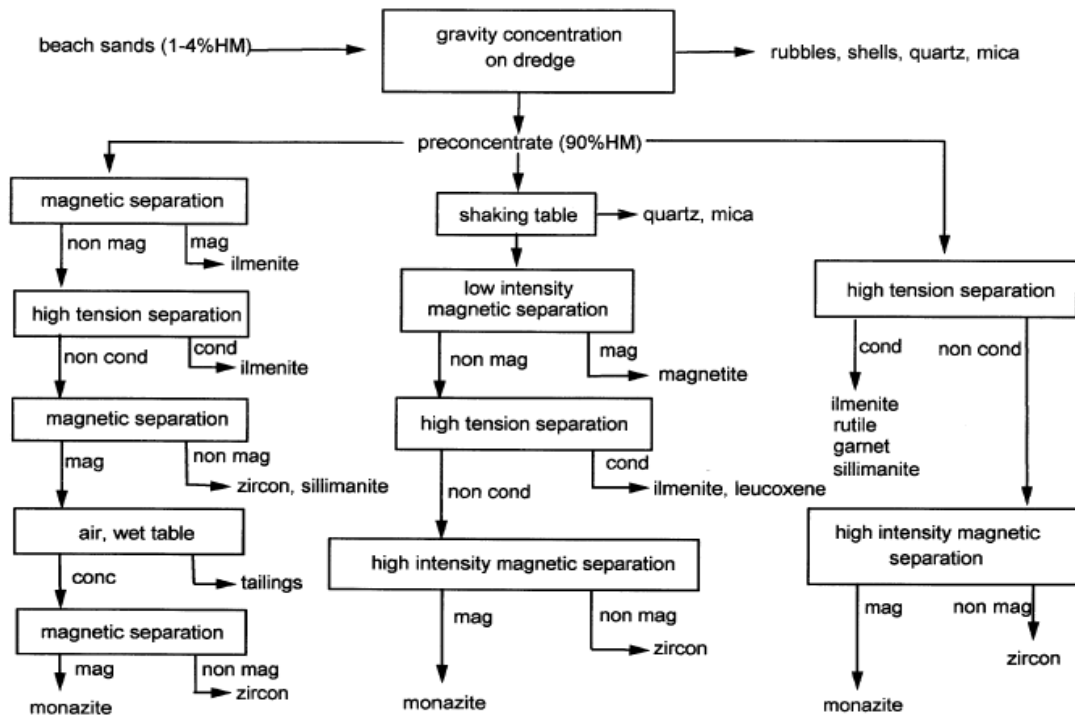 beach sands (1-4%HM)
gravity concentration
on dredge
rubbles, shells, quartz, mica
preconcentrate (90%HM)
magnetic separation
non mag
mag
ilmenite
high tension separation
non cond
cond
ilmenite
magnetic separation
mag
non mag
zircon, sillimanite
air, wet table
conc
tailings
magnetic separation
mag
non mag
zircon
monazite
shaking table
quartz, mica
low intensity
magnetic separation
non mag
mag
magnetite
high tension separation
non cond
cond
ilmenite, leucoxene
high intensity magnetic separation
mag
non mag
zircon
monazite
high tension separation
cond
non cond
ilmenite
rutile
garnet
sillimanite
high intensity magnetic
separation
mag
non mag
zircon
monazite